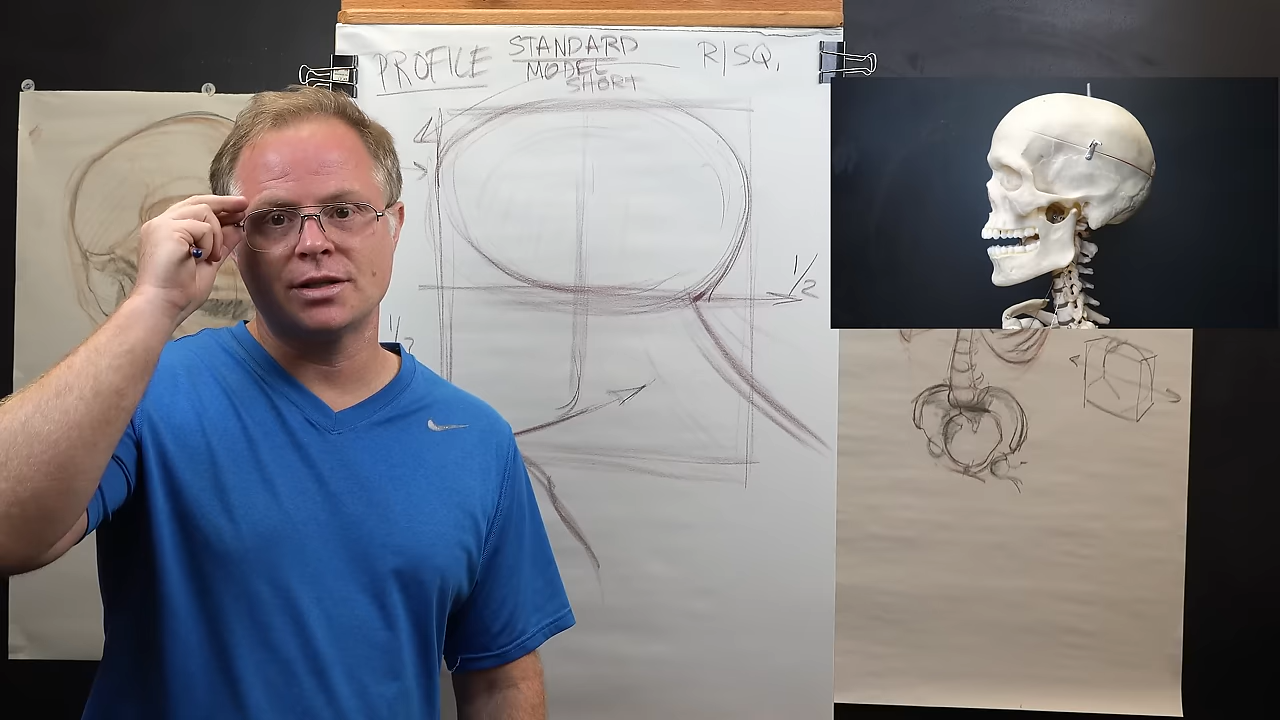 PROFILE
STANDARD
MODEL
SHORT
R/SQ.
1/2
1/2